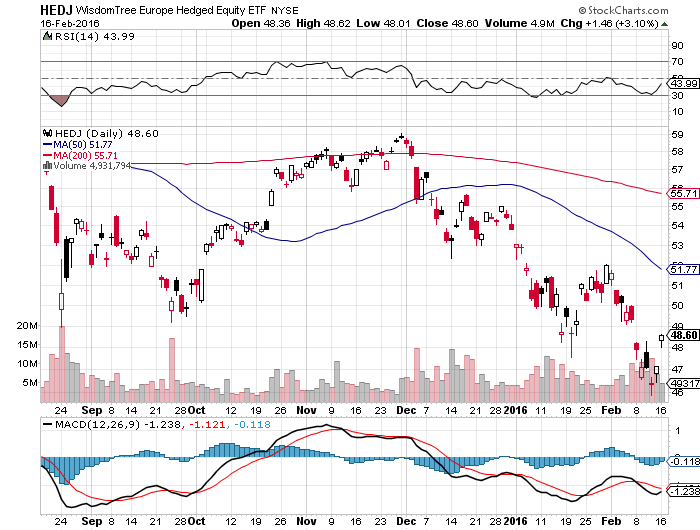 HEDJ WisdomTree Europe Hedged Equity ETF NYSE © StockCharts.com
16-Feb-2016 Open 48.36 High 48.62 Low 48.01 Close 48.60 Volume 4.9M Chg +1.46 (+3.10%)
RSI(14) 43.99
90
70
50
43.99
30
10
HEDJ (Daily) 48.60
MA(50) 51.77
MA(200) 55.71
Volume 4,931,794
59
58
57
56
55.71
55
54
53
52
51.77
51
50
49
48.60
48
47
46
20M
15M
10M
5M
24 Sep 8 14 21 28 Oct 12 19 26 Nov 9 16 23 Dec 7 14 21 28 2016 11 19 25 Feb 8 16
MACD(12,26,9) -1.238, -1.121, -0.118
1
0
-0.118
-1.238
24 Sep 8 14 21 28 Oct 12 19 26 Nov 9 16 23 Dec 7 14 21 28 2016 11 19 25 Feb 8 16